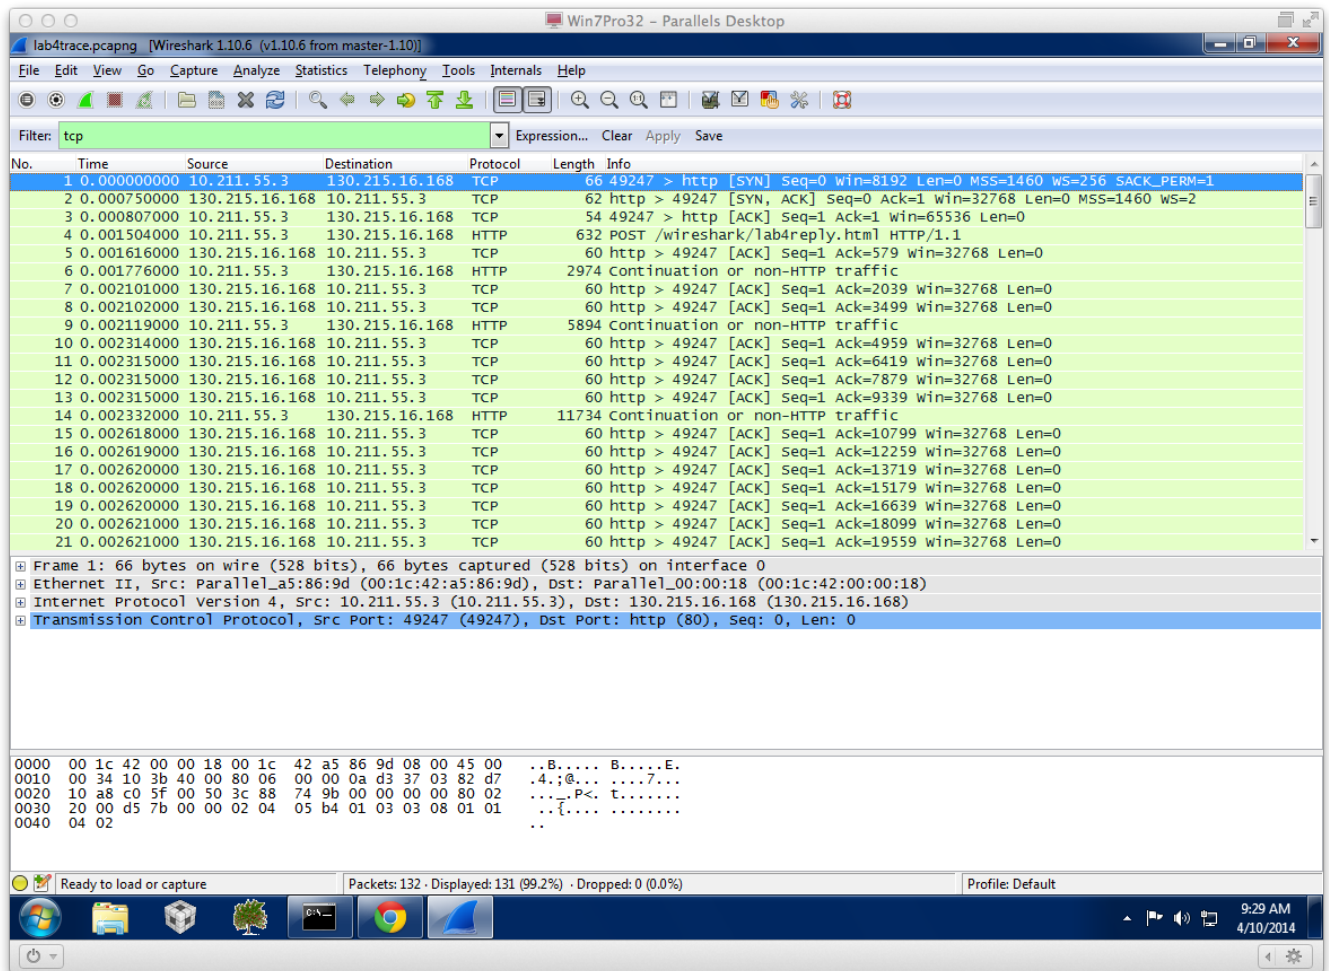 Win7Pro32 - Parallels Desktop
lab4trace.pcapng [Wireshark 1.10.6 (v1.10.6 from master-1.10)]
File Edit View Go Capture Analyze Statistics Telephony Tools Internals Help
Filter: tcp Expression... Clear Apply Save
No. Time Source Destination Protocol Length Info
1 0.000000000 10.211.55.3 130.215.16.168 TCP 66 49247 > http [SYN] Seq=0 Win=8192 Len=0 MSS=1460 WS=256 SACK_PERM=1
2 0.000750000 130.215.16.168 10.211.55.3 TCP 62 http > 49247 [SYN, ACK] Seq=0 Ack=1 Win=32768 Len=0 MSS=1460 WS=2
3 0.000807000 10.211.55.3 130.215.16.168 TCP 54 49247 > http [ACK] Seq=1 Ack=1 Win=65536 Len=0
4 0.001504000 10.211.55.3 130.215.16.168 HTTP 632 POST /wireshark/lab4reply.html HTTP/1.1
5 0.001616000 130.215.16.168 10.211.55.3 TCP 60 http > 49247 [ACK] Seq=1 Ack=579 Win=32768 Len=0
6 0.001776000 10.211.55.3 130.215.16.168 HTTP 2974 Continuation or non-HTTP traffic
7 0.002101000 130.215.16.168 10.211.55.3 TCP 60 http > 49247 [ACK] Seq=1 Ack=2039 Win=32768 Len=0
8 0.002102000 130.215.16.168 10.211.55.3 TCP 60 http > 49247 [ACK] Seq=1 Ack=3499 Win=32768 Len=0
9 0.002119000 10.211.55.3 130.215.16.168 HTTP 5894 Continuation or non-HTTP traffic
10 0.002314000 130.215.16.168 10.211.55.3 TCP 60 http > 49247 [ACK] Seq=1 Ack=4959 Win=32768 Len=0
11 0.002315000 130.215.16.168 10.211.55.3 TCP 60 http > 49247 [ACK] Seq=1 Ack=6419 Win=32768 Len=0
12 0.002315000 130.215.16.168 10.211.55.3 TCP 60 http > 49247 [ACK] Seq=1 Ack=7879 Win=32768 Len=0
13 0.002315000 130.215.16.168 10.211.55.3 TCP 60 http > 49247 [ACK] Seq=1 Ack=9339 Win=32768 Len=0
14 0.002332000 10.211.55.3 130.215.16.168 HTTP 11734 Continuation or non-HTTP traffic
15 0.002618000 130.215.16.168 10.211.55.3 TCP 60 http > 49247 [ACK] Seq=1 Ack=10799 Win=32768 Len=0
16 0.002619000 130.215.16.168 10.211.55.3 TCP 60 http > 49247 [ACK] Seq=1 Ack=12259 Win=32768 Len=0
17 0.002620000 130.215.16.168 10.211.55.3 TCP 60 http > 49247 [ACK] Seq=1 Ack=13719 Win=32768 Len=0
18 0.002620000 130.215.16.168 10.211.55.3 TCP 60 http > 49247 [ACK] Seq=1 Ack=15179 Win=32768 Len=0
19 0.002620000 130.215.16.168 10.211.55.3 TCP 60 http > 49247 [ACK] Seq=1 Ack=16639 Win=32768 Len=0
20 0.002621000 130.215.16.168 10.211.55.3 TCP 60 http > 49247 [ACK] Seq=1 Ack=18099 Win=32768 Len=0
21 0.002621000 130.215.16.168 10.211.55.3 TCP 60 http > 49247 [ACK] Seq=1 Ack=19559 Win=32768 Len=0
Frame 1: 66 bytes on wire (528 bits), 66 bytes captured (528 bits) on interface 0
Ethernet II, Src: Parallel_a5:86:9d (00:1c:42:a5:86:9d), Dst: Parallel_00:00:18 (00:1c:42:00:00:18)
Internet Protocol Version 4, Src: 10.211.55.3 (10.211.55.3), Dst: 130.215.16.168 (130.215.16.168)
Transmission Control Protocol, Src Port: 49247 (49247), Dst Port: http (80), Seq: 0, Len: 0
0000 00 1c 42 00 00 18 00 1c 42 a5 86 9d 08 00 45 00 ..B..... B.....E.
0010 00 34 10 3b 40 00 80 06 00 00 0a d3 37 03 82 d7 .4.;@... ....7...
0020 10 a8 c0 5f 00 50 3c 88 74 9b 00 00 00 00 80 02 ..._.P<. t.......
0030 20 00 d5 7b 00 00 02 04 05 b4 01 03 03 08 01 01 ..{.... ........
0040 04 02 ..
Ready to load or capture Packets: 132 · Displayed: 131 (99.2%) · Dropped: 0 (0.0%) Profile: Default
C:\_
9:29 AM
4/10/2014